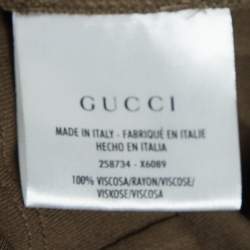 GUCCI
MADE IN ITALY - FABRIQUÉ EN ITALIE
HECHO EN ITALIA
258734 - X6089
100% VISCOSA/RAYON/VISCOSE/
VISKOSE/VISCOSA